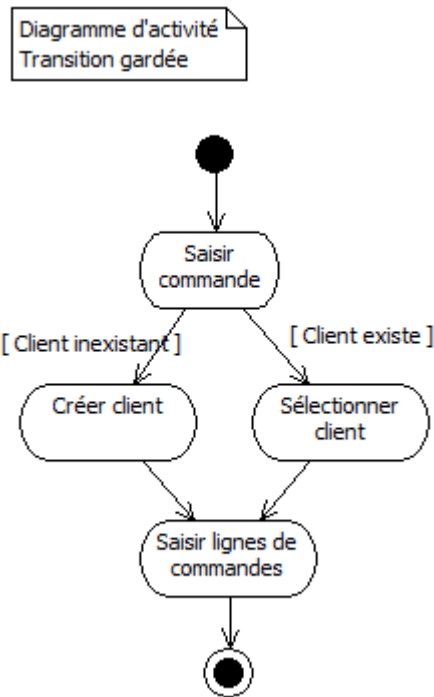 Diagramme d'activité
Transition gardée
Saisir
commande
[ Client inexistant ]
[ Client existe ]
Créer client
Sélectionner
client
Saisir lignes de
commandes